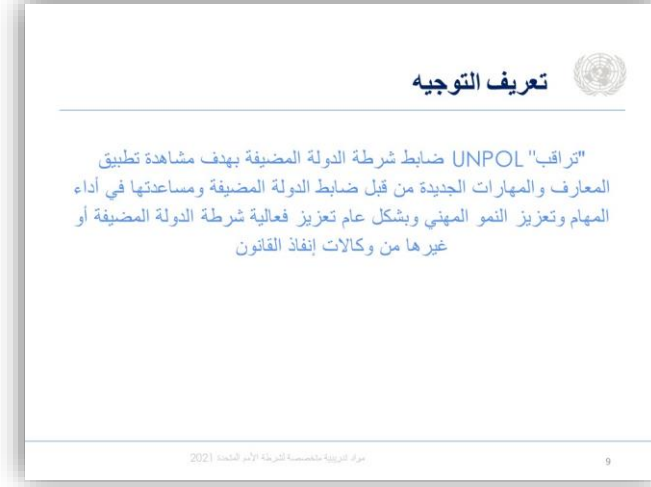 تعريف التوجيه
"تراقب" UNPOL ضابط شرطة الدولة المضيفة بهدف مشاهدة تطبيق
المعارف والمهارات الجديدة من قبل ضابط الدولة المضيفة ومساعدتها في أداء
المهام وتعزيز النمو المهني وبشكل عام تعزيز فعالية شرطة الدولة المضيفة أو
غيرها من وكالات إنفاذ القانون
مواد تدريبية متخصصة لشرطة الأمم المتحدة 2021
9